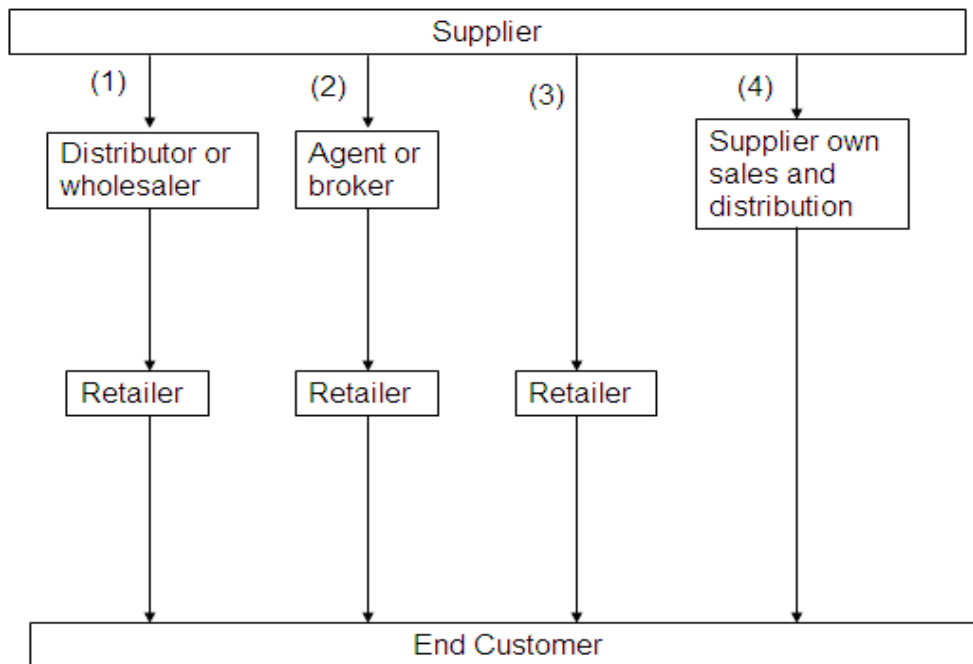 Supplier
(1)
(2)
(3)
(4)
Distributor or
wholesaler
Agent or
broker
Supplier own
sales and
distribution
Retailer
Retailer
Retailer
End Customer